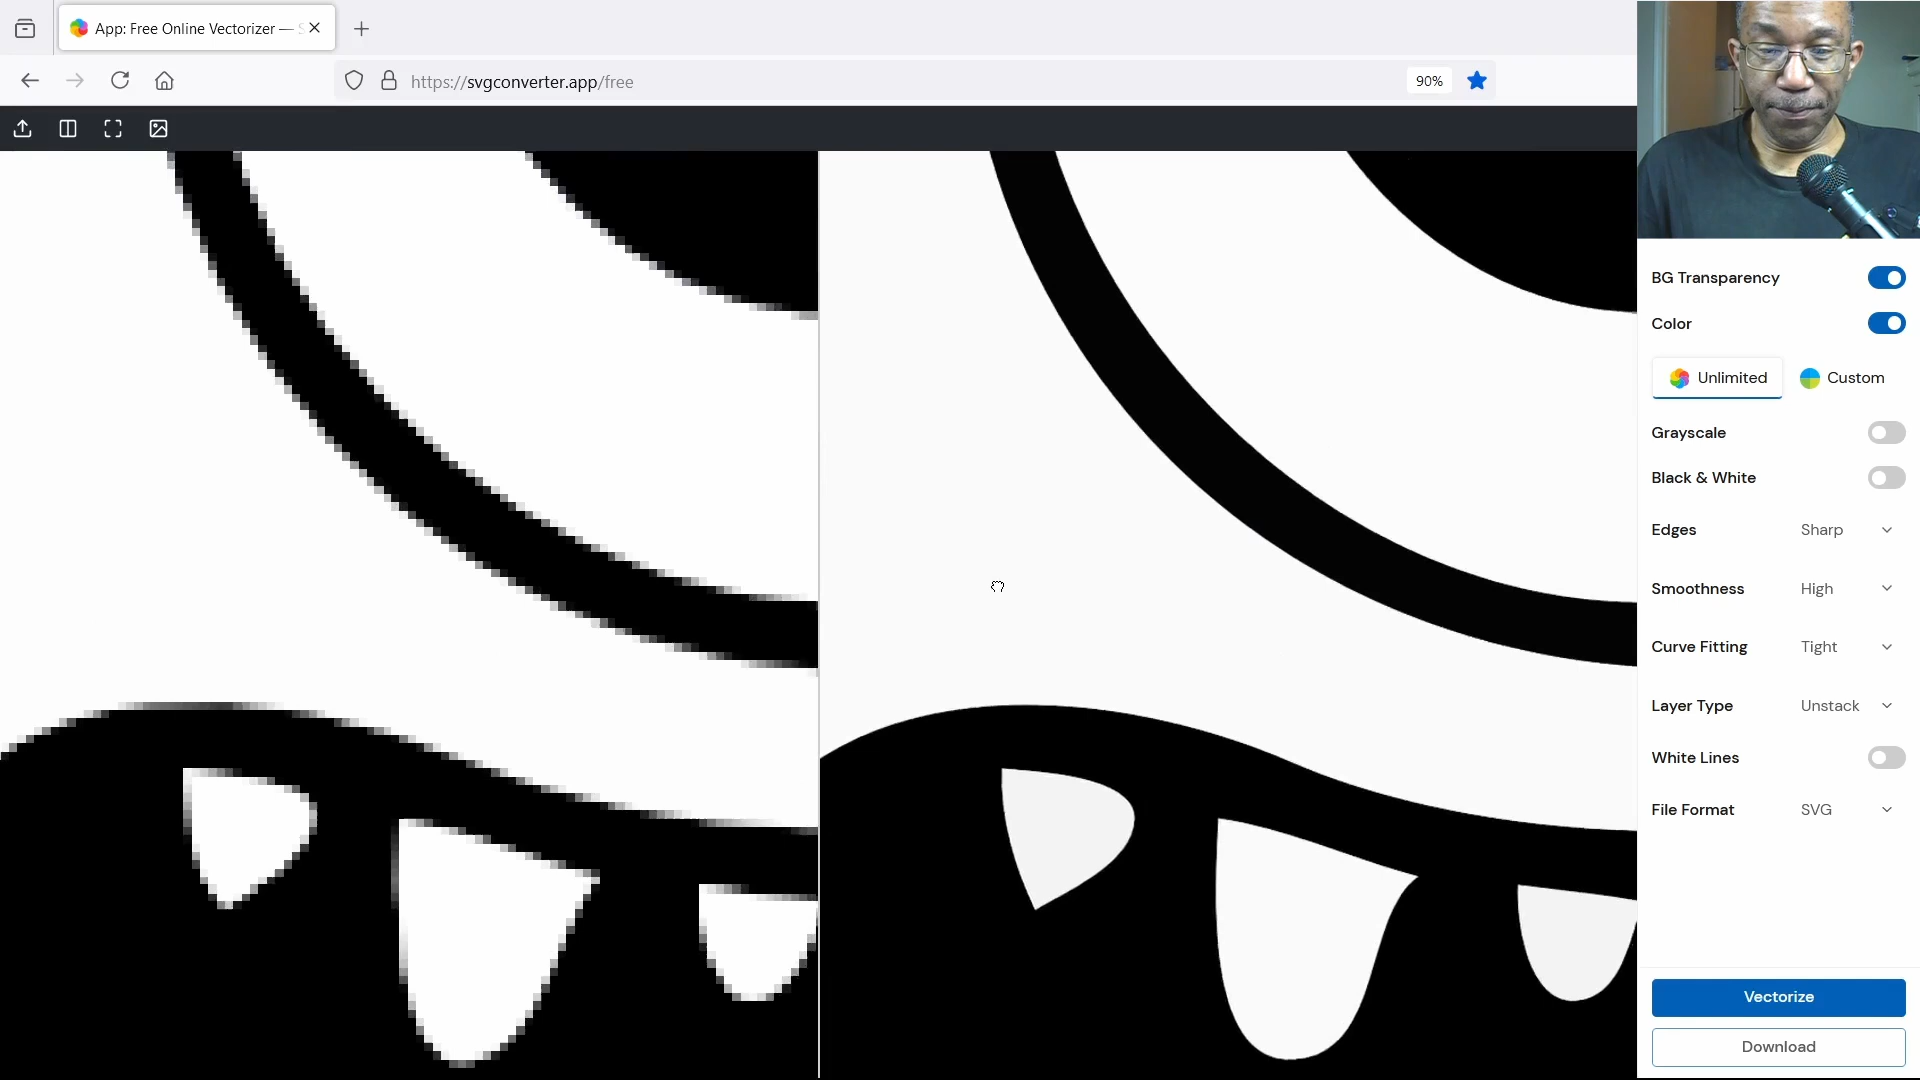 App: Free Online Vectorizer —
https://svgconverter.app/free
90%
BG Transparency
Color
Unlimited
Custom
Grayscale
Black & White
Edges Sharp
Smoothness High
Curve Fitting Tight
Layer Type Unstack
White Lines
File Format SVG
Vectorize
Download